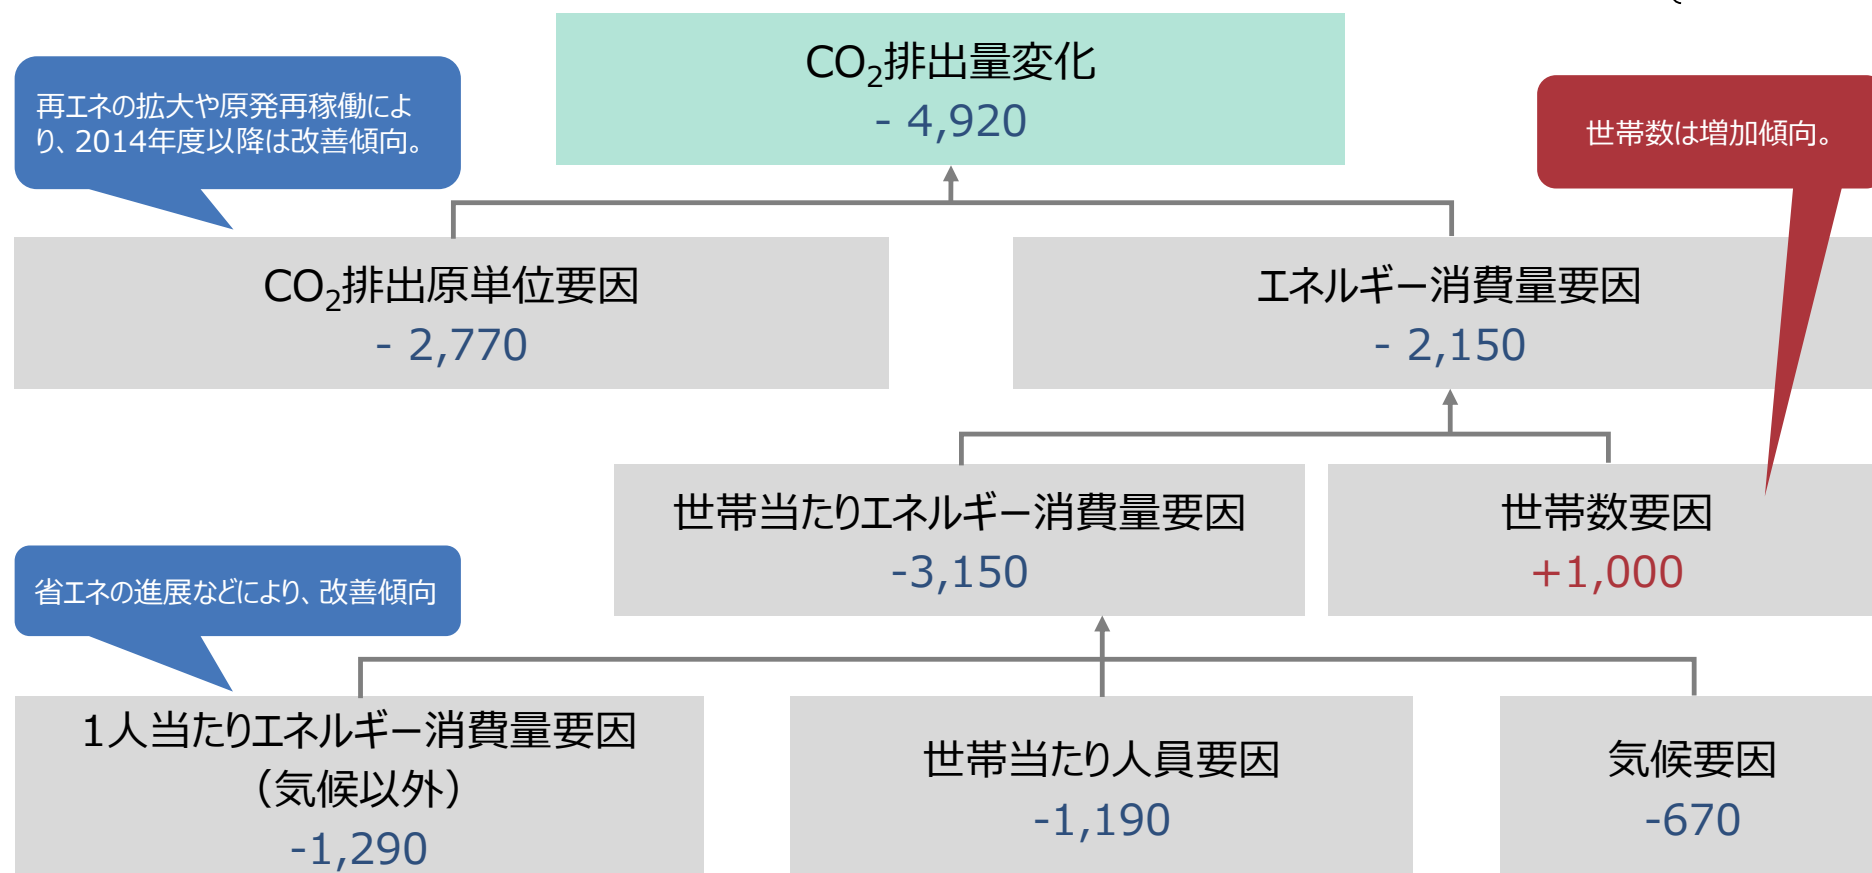 CO₂排出量変化
- 4,920
再エネの拡大や原発再稼働によ
り、2014年度以降は改善傾向。
世帯数は増加傾向。
CO₂排出原単位要因
- 2,770
エネルギー消費量要因
- 2,150
世帯当たりエネルギー消費量要因
-3,150
世帯数要因
+1,000
省エネの進展などにより、改善傾向
1人当たりエネルギー消費量要因
（気候以外）
-1,290
世帯当たり人員要因
-1,190
気候要因
-670